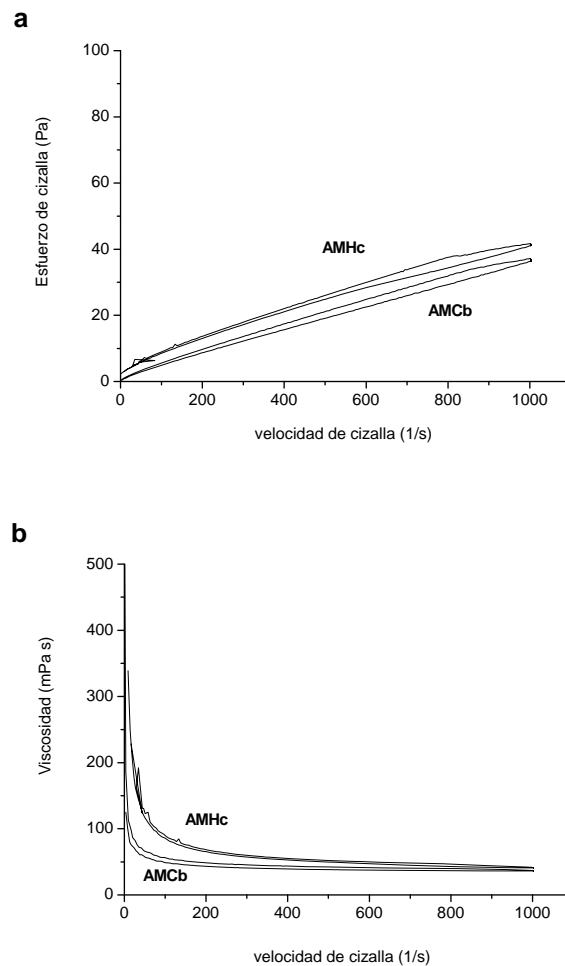 a
100
80
60
40
20
0
Esfuerzo de cizalla (Pa)
AMHc
AMCb
0 200 400 600 800 1000
velocidad de cizalla (1/s)
b
500
400
300
200
100
0
Viscosidad (mPa s)
AMHc
AMCb
0 200 400 600 800 1000
velocidad de cizalla (1/s)